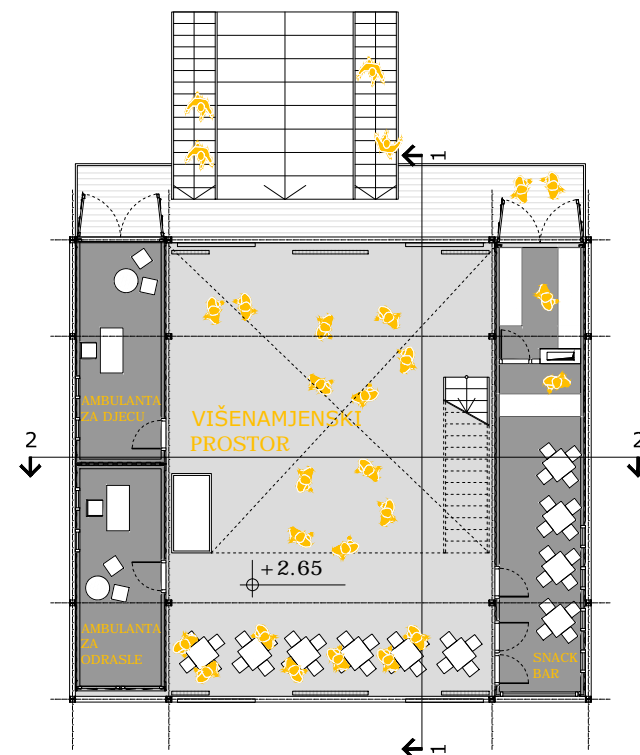 1
AMBULANTA
ZA DJECU
VIŠENAMJENSKI
PROSTOR
2
2
+2.65
AMBULANTA
ZA
ODRASLE
SNACK
BAR
1